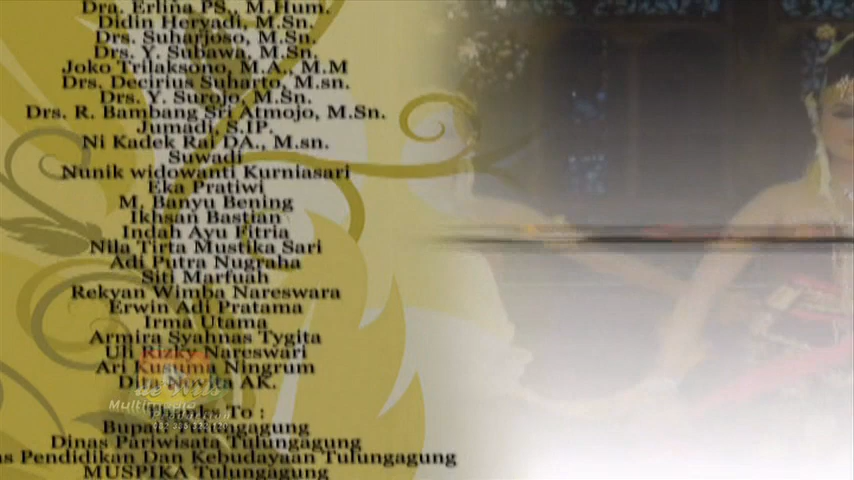 Dra. Erlina PS., M.Hum.
Didin Heryadi, M.Sn.
Drs. Suharjoso, M.Sn.
Drs. Y. Subawa, M.Sn.
Joko Trilaksono, M.A., M.M
Drs. Decirius Suharto, M.sn.
Drs. Y. Surojo, M.Sn.
Drs. R. Bambang Sri Atmojo, M.Sn.
Jumadi, S.IP.
Ni Kadek Rai DA., M.sn.
Suwadi
Nunik widowanti Kurniasari
Eka Pratiwi
M. Banyu Bening
Ikhsan Bastian
Indah Ayu Fitria
Nila Tirta Mustika Sari
Adi Putra Nugraha
Siti Marfuah
Rekyan Wimba Nareswara
Erwin Adi Pratama
Irma Utama
Armira Syahnas Tygita
Uli Rizky Nareswari
Ari Kusuma Ningrum
Dita Novita AK.
Multimedia
To :
Bupati Tulungagung
Dinas Pariwisata Tulungagung
Pendidikan Dan Kebudayaan Tulungagung
MUSPIKA Tulungagung